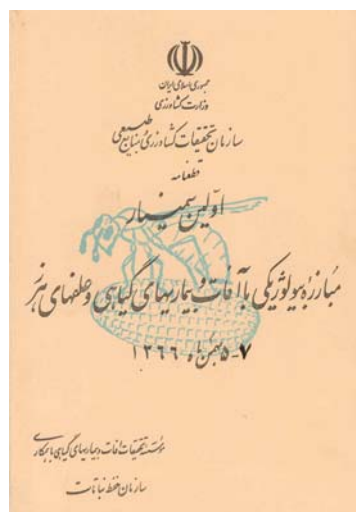 جمهوری اسلامی ایران
وزارت کشاورزی
سازمان تحقیقات کشاورزی و منابع طبیعی
قطعنامه
اولین سمینار
مبارزه بیولوژیکی با آفات و بیماریهای گیاهی و علفهای هرز
۵-۷ بهمن ماه ۱۳۶۶
موسسه تحقیقات آفات و بیماریهای گیاهی با همکاری
سازمان حفظ نباتات